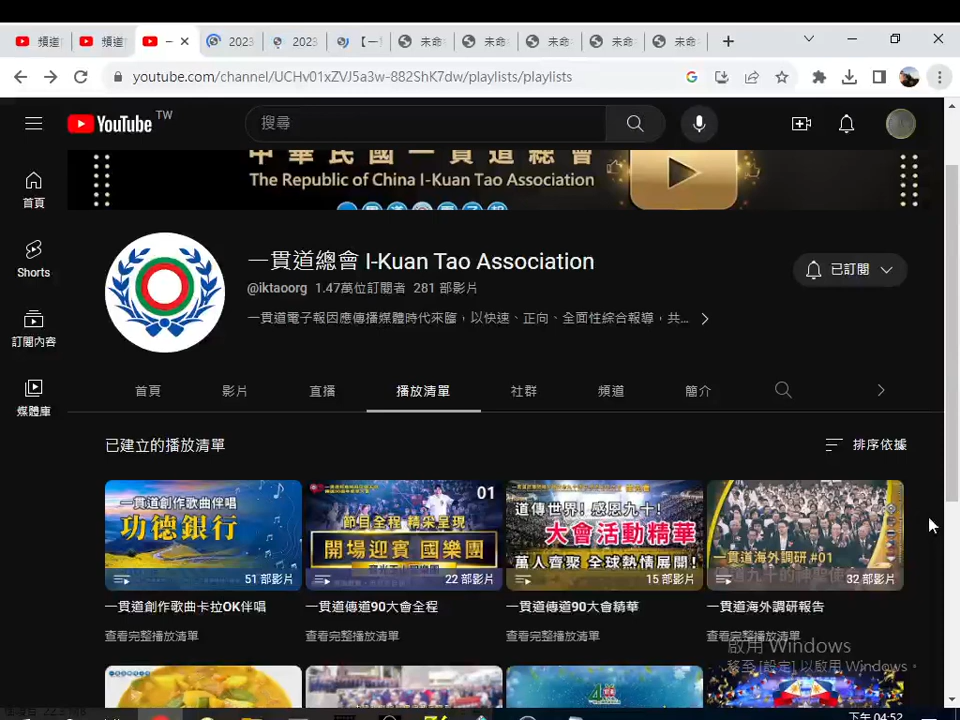 頻道
頻道
一
2023
2023
【一
未命
未命
未命
未命
未命
youtube.com/channel/UCHv01xZVJ5a3w-882ShK7dw/playlists/playlists
YouTube TW
搜尋
中華民國一貫道總會
The Republic of China I-Kuan Tao Association
首頁
Shorts
訂閱內容
媒體庫
一貫道總會 I-Kuan Tao Association
@iktaoorg 1.47萬位訂閱者 281 部影片
一貫道電子報因應傳播媒體時代來臨，以快速、正向、全面性綜合報導，共...
已訂閱
首頁 影片 直播 播放清單 社群 頻道 簡介
已建立的播放清單
排序依據
一貫道創作歌曲伴唱
功德銀行
51 部影片
01
節目全程 精采呈現
開場迎賓 國樂團
22 部影片
道傳世界！感恩九十！
大會活動精華
萬人齊聚 全球熱情展開！
15 部影片
一貫道海外調研 #01
32 部影片
一貫道創作歌曲卡拉OK伴唱
一貫道傳道90大會全程
一貫道傳道90大會精華
一貫道海外調研報告
查看完整播放清單
查看完整播放清單
查看完整播放清單
查看完整播放清單
啟用 Windows
移至 [設定] 以啟用 Windows。
下午 04:52